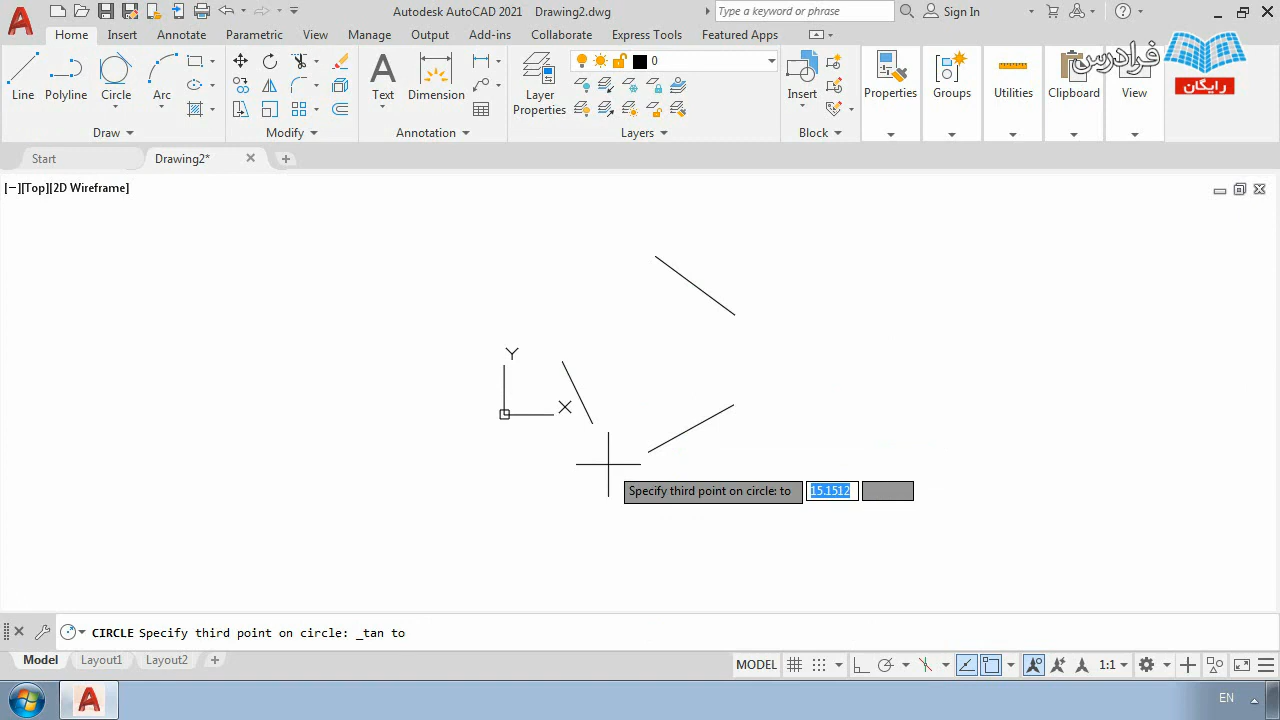 Autodesk AutoCAD 2021 Drawing2.dwg
Type a keyword or phrase
Sign In
Home Insert Annotate Parametric View Manage Output Add-ins Collaborate Express Tools Featured Apps
فرادرس
رایگان
0
Line Polyline Circle Arc
Text Dimension
Layer
Properties
Insert
Properties Groups Utilities Clipboard View
Draw Modify Annotation Layers Block
Start Drawing2*
[−][Top][2D Wireframe]
Y
X
Specify third point on circle: to 15.1512
CIRCLE Specify third point on circle: _tan to
Model Layout1 Layout2
MODEL 1:1
EN